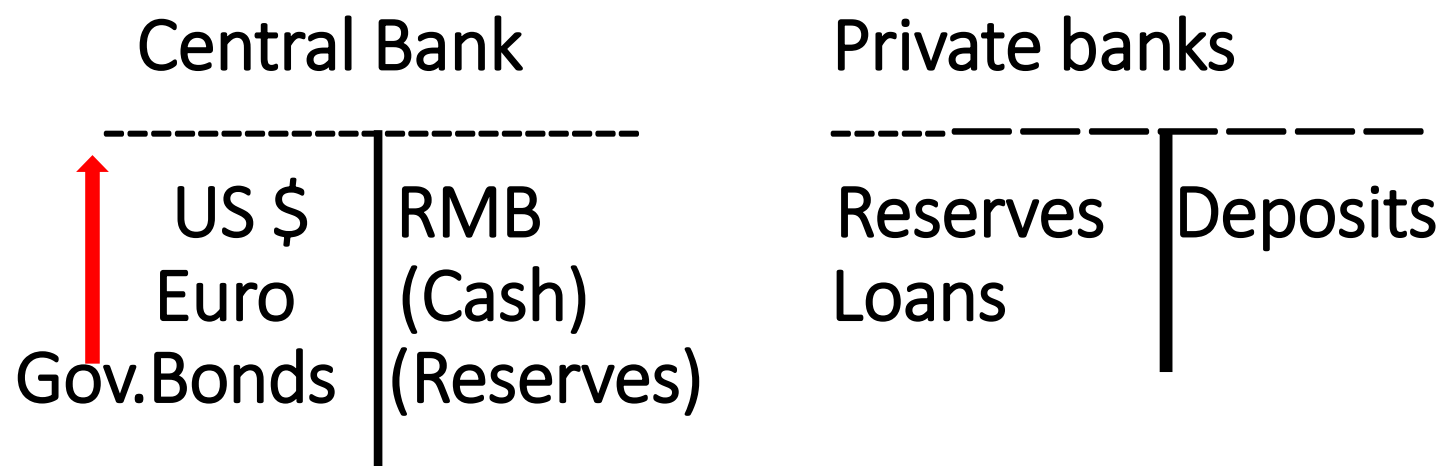 Central Bank
US $
Euro
Gov.Bonds
RMB
(Cash)
(Reserves)
Private banks
Reserves
Loans
Deposits